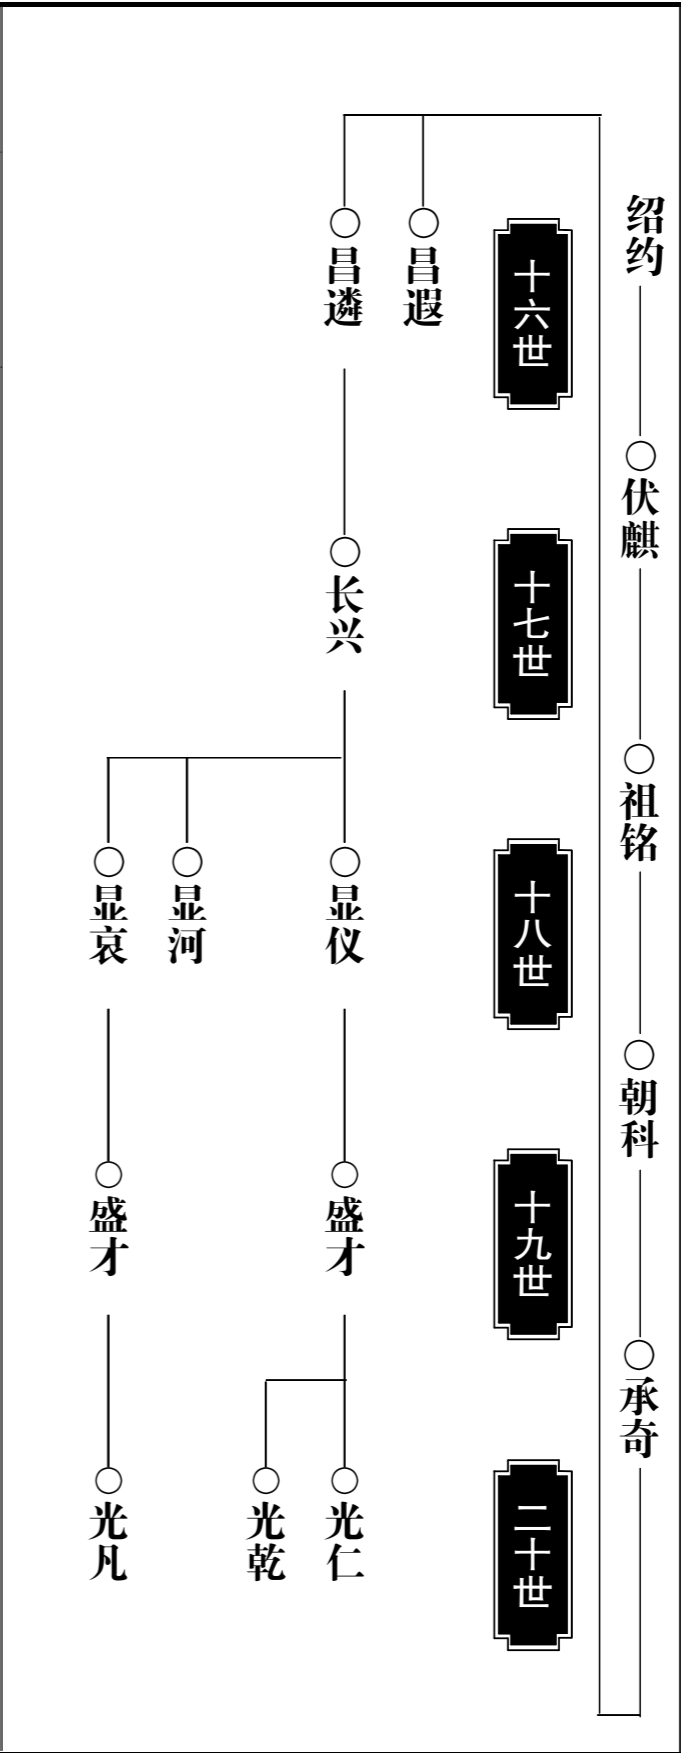 绍约
伏麒
祖铭
朝科
承奇
十六世
十七世
十八世
十九世
二十世
昌遐
昌遴
长兴
显仪
显河
显哀
盛才
盛才
光仁
光乾
光凡